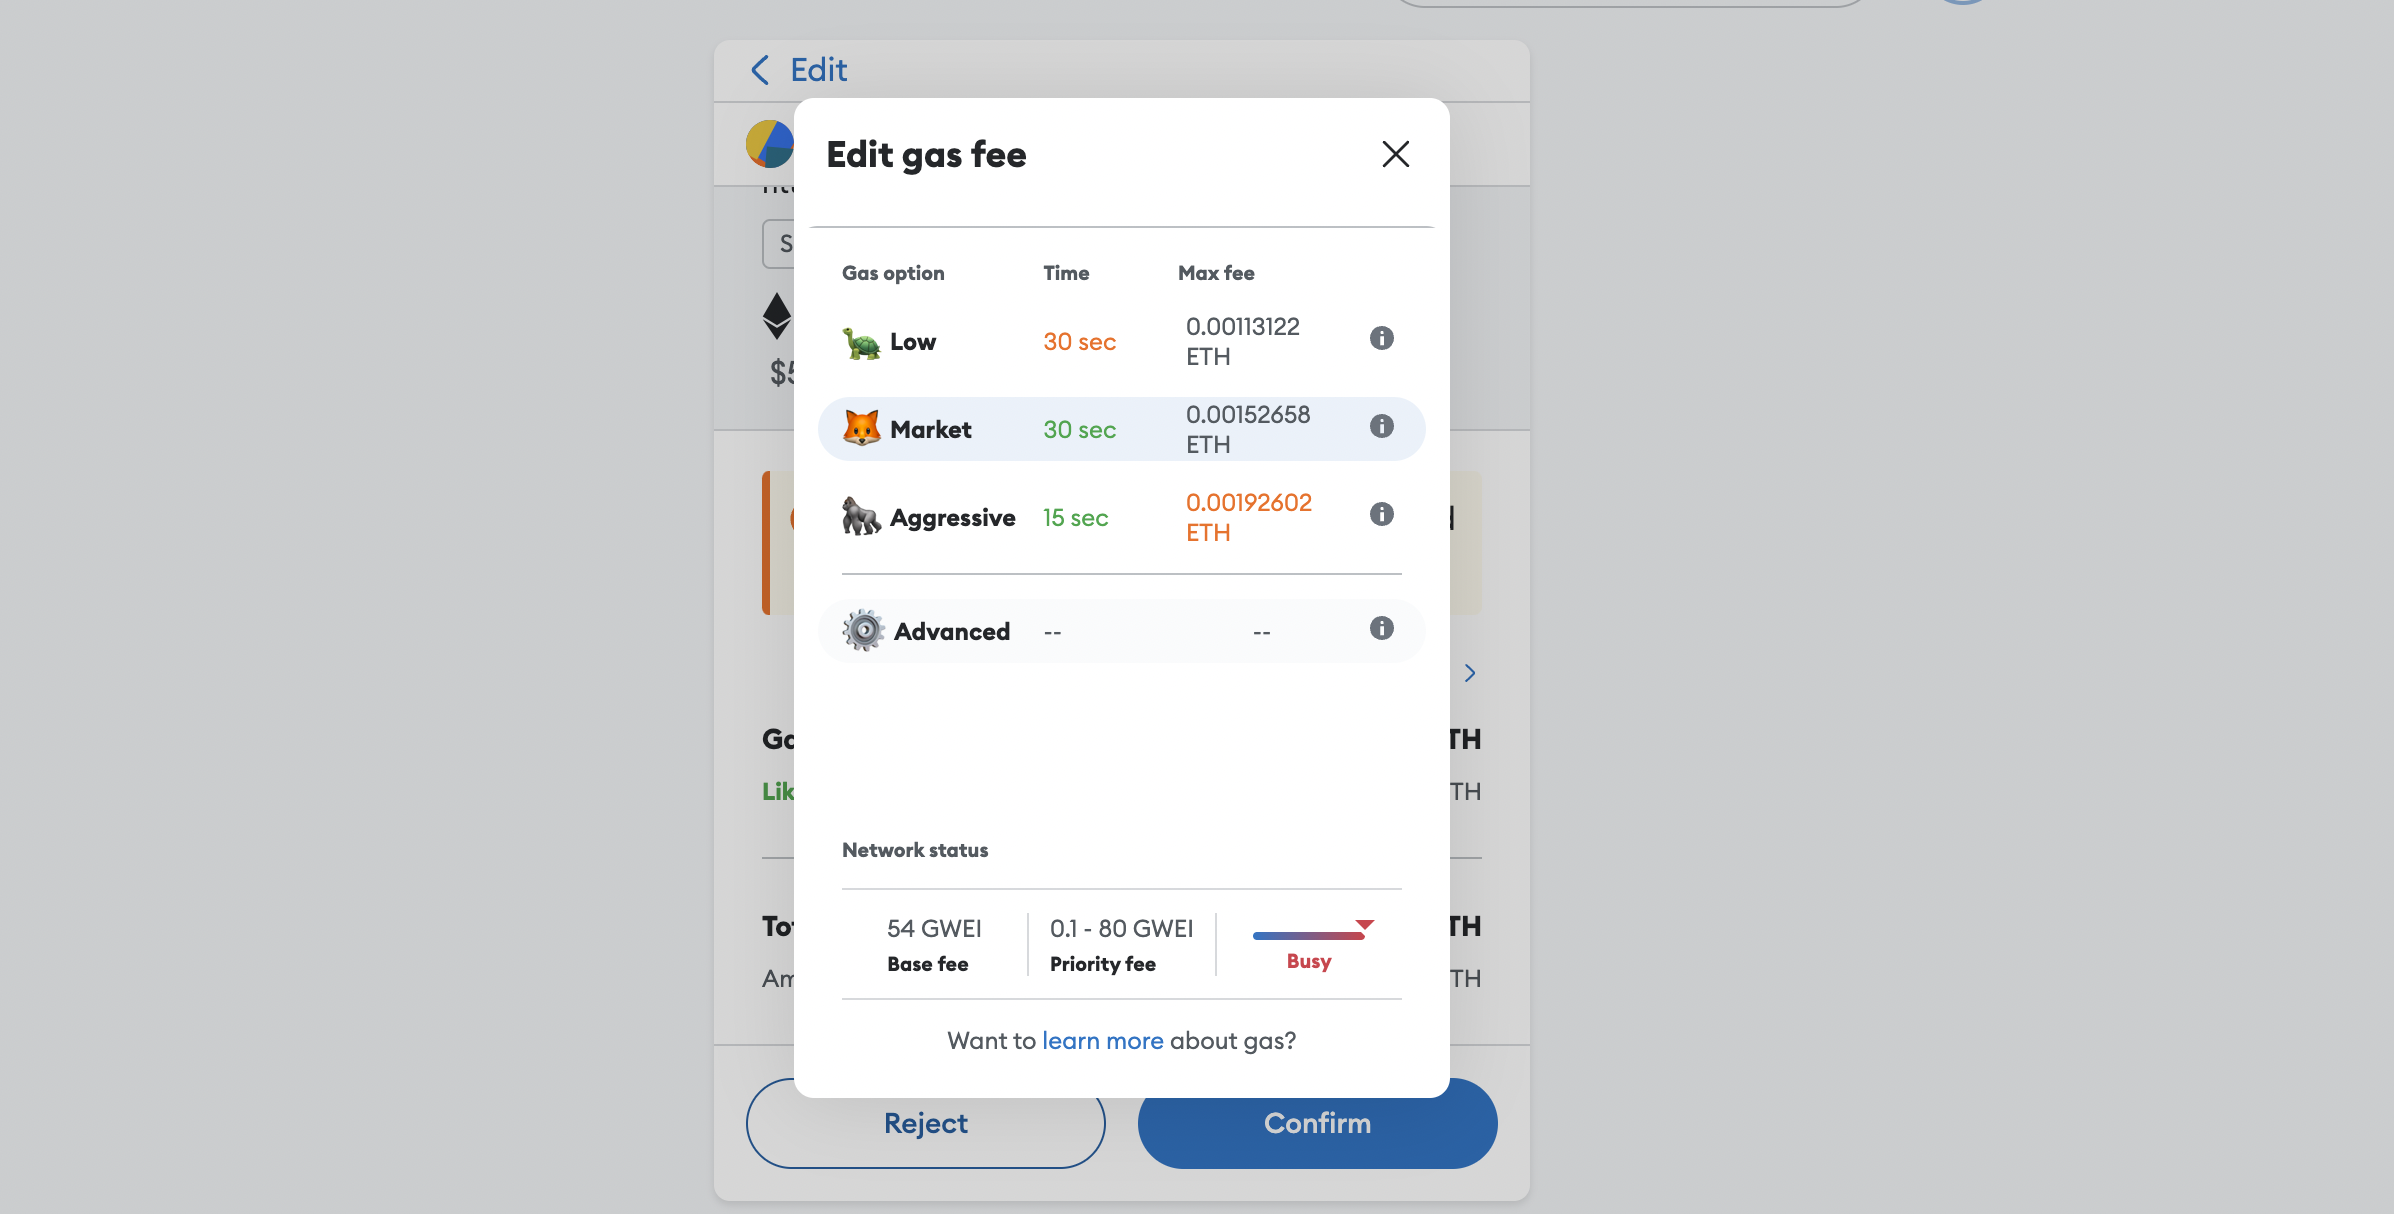 Edit
Edit gas fee
Gas option Time Max fee
Low 30 sec 0.00113122 ETH
Market 30 sec 0.00152658 ETH
Aggressive 15 sec 0.00192602 ETH
Advanced -- --
Network status
54 GWEI 0.1 - 80 GWEI
Base fee Priority fee Busy
Want to learn more about gas?
Reject Confirm